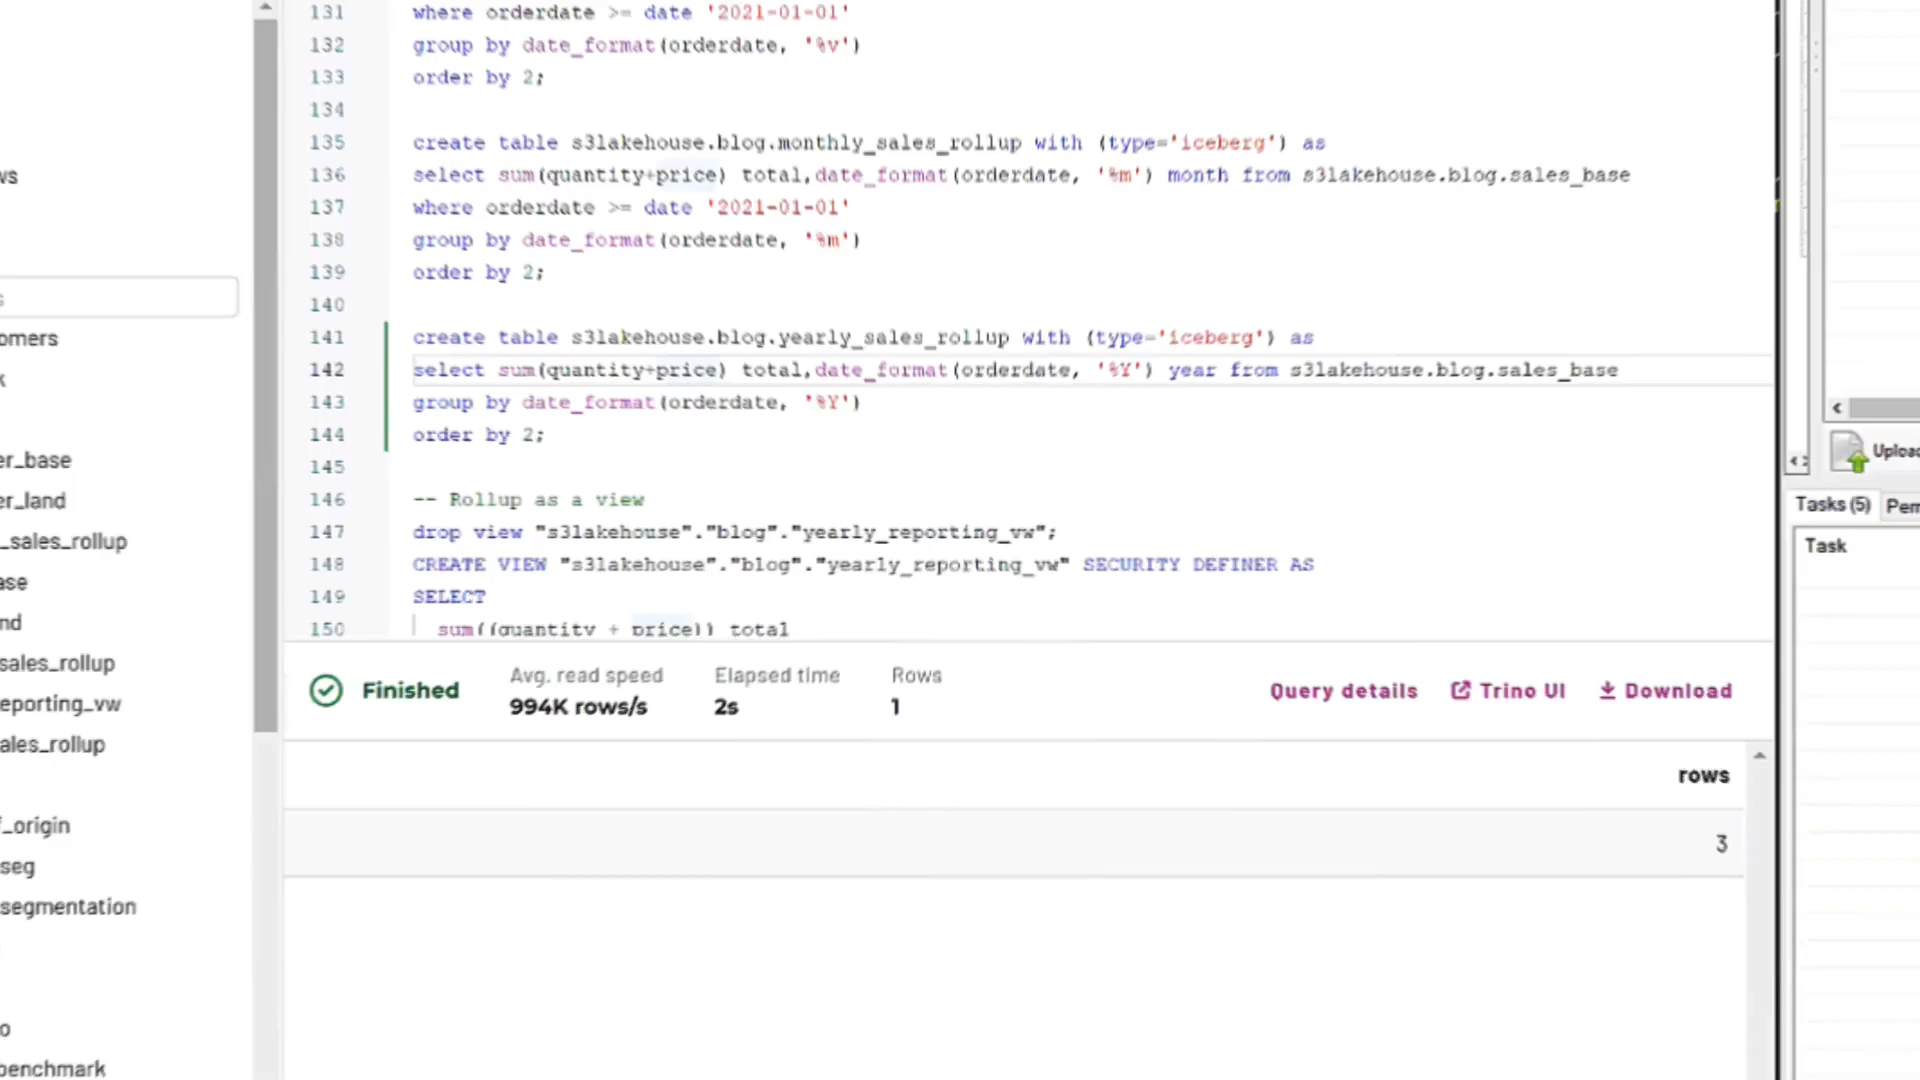 131 where orderdate >= date '2021-01-01'
132 group by date_format(orderdate, '%v')
133 order by 2;
134
135 create table s3lakehouse.blog.monthly_sales_rollup with (type='iceberg') as
136 select sum(quantity+price) total,date_format(orderdate, '%m') month from s3lakehouse.blog.sales_base
137 where orderdate >= date '2021-01-01'
138 group by date_format(orderdate, '%m')
139 order by 2;
140
141 create table s3lakehouse.blog.yearly_sales_rollup with (type='iceberg') as
142 select sum(quantity+price) total,date_format(orderdate, '%Y') year from s3lakehouse.blog.sales_base
143 group by date_format(orderdate, '%Y')
144 order by 2;
145
146 -- Rollup as a view
147 drop view "s3lakehouse"."blog"."yearly_reporting_vw";
148 CREATE VIEW "s3lakehouse"."blog"."yearly_reporting_vw" SECURITY DEFINER AS
149 SELECT
150 sum((quantity + price)) total
ws
s
omers
k
er_base
er_land
_sales_rollup
ase
nd
sales_rollup
eporting_vw
ales_rollup
f_origin
seg
segmentation
o
benchmark
Finished
Avg. read speed
994K rows/s
Elapsed time
2s
Rows
1
Query details
Trino UI
Download
rows
3
Uploa
Tasks (5)
Per
Task